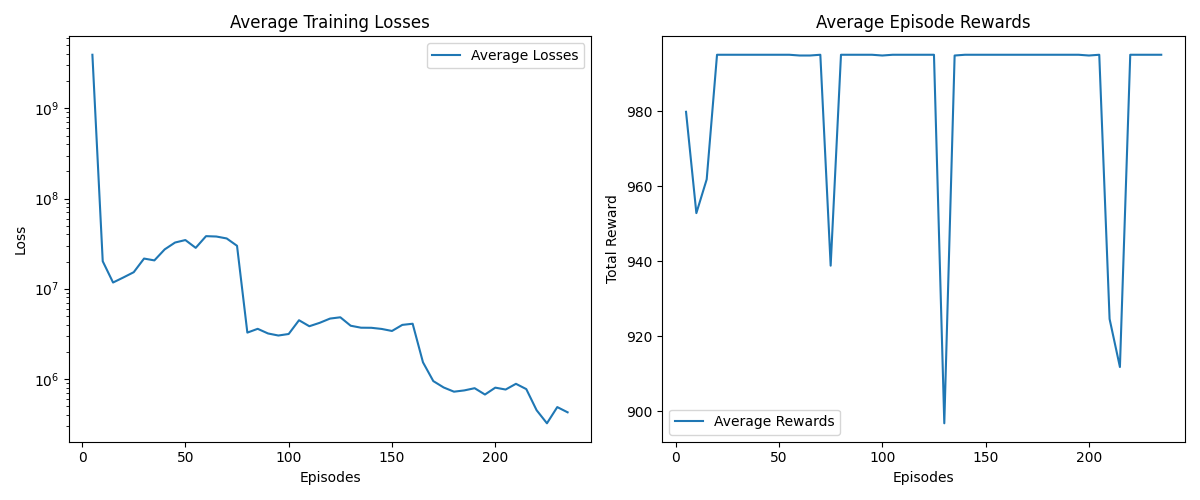 Average Training Losses
Average Losses
10^9
10^8
10^7
10^6
Loss
0
50
100
150
200
Episodes
Average Episode Rewards
980
960
940
920
900
Total Reward
Average Rewards
0
50
100
150
200
Episodes